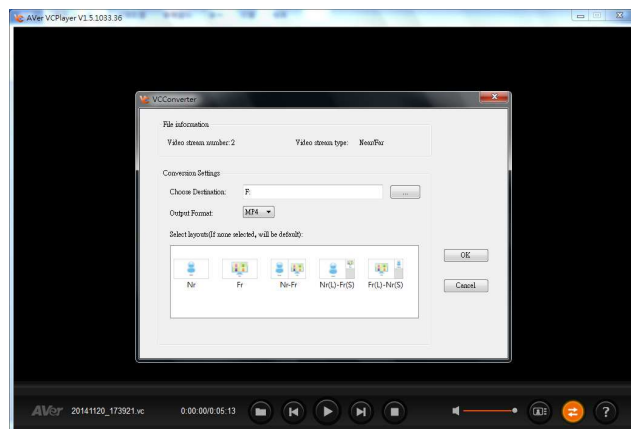 AVer VCPlayer V1.5.1033.36
VCConverter
File information
Video stream number: 2 Video stream type: Near/Far
Conversion Settings
Choose Destination: F: ...
Output Format: MP4
Select layouts(If none selected, will be default):
Nr Fr Nr-Fr Nr(L)-Fr(S) Fr(L)-Nr(S)
OK
Cancel
AVer 20141120_173921.vc 0:00:00/0:05:13 ?